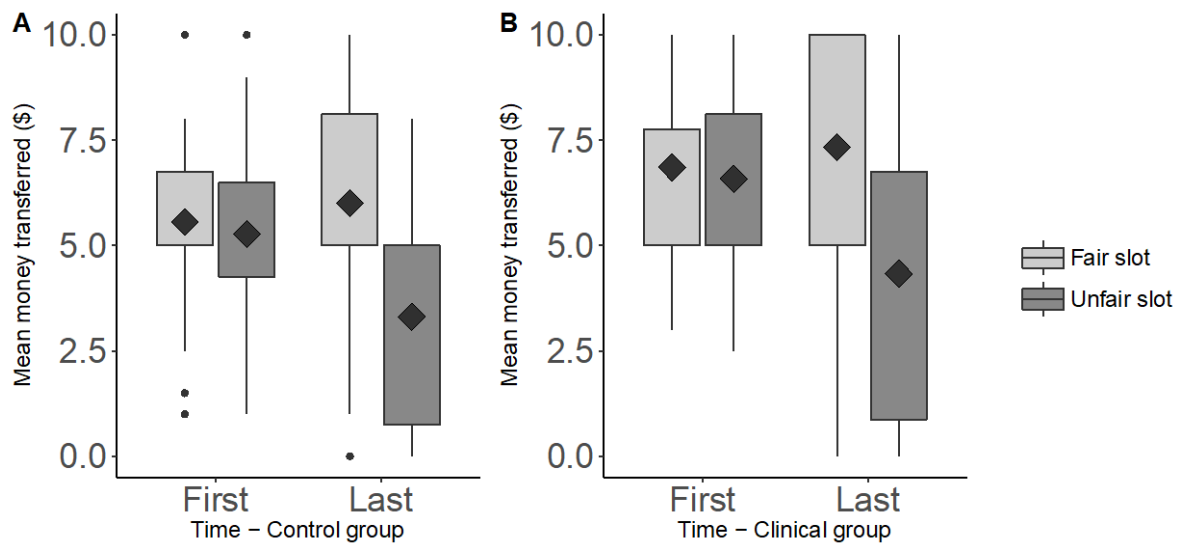 A
Mean money transferred ($)
10.0
7.5
5.0
2.5
0.0
First Last
Time − Control group
B
Mean money transferred ($)
10.0
7.5
5.0
2.5
0.0
First Last
Time − Clinical group
Fair slot
Unfair slot